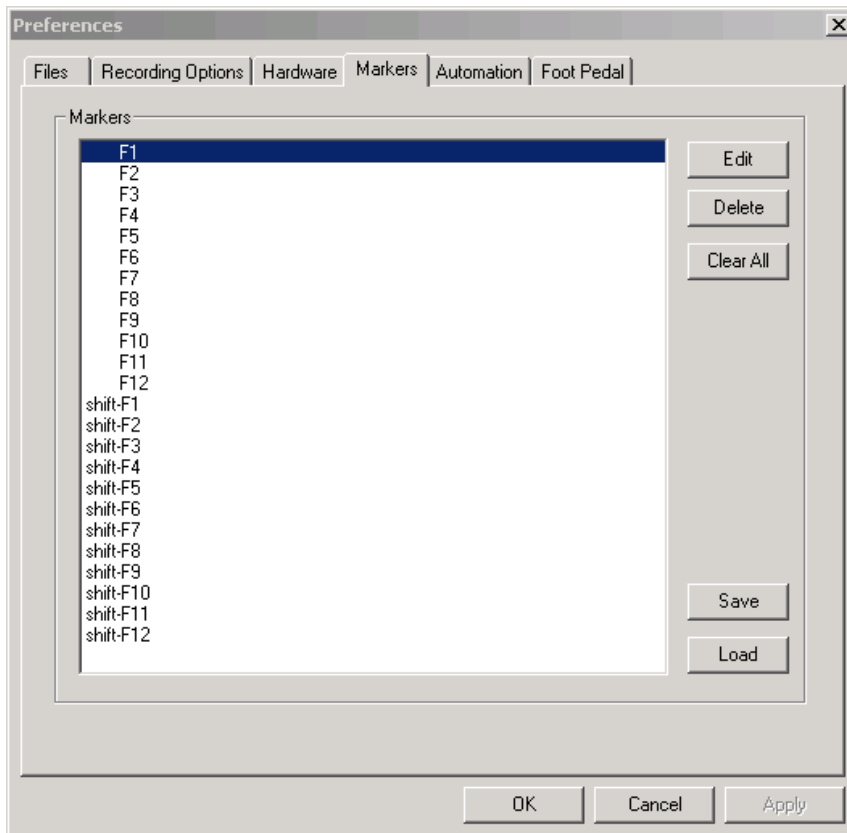 Preferences
Files Recording Options Hardware Markers Automation Foot Pedal
Markers
F1
F2
F3
F4
F5
F6
F7
F8
F9
F10
F11
F12
shift-F1
shift-F2
shift-F3
shift-F4
shift-F5
shift-F6
shift-F7
shift-F8
shift-F9
shift-F10
shift-F11
shift-F12
Edit
Delete
Clear All
Save
Load
OK Cancel Apply